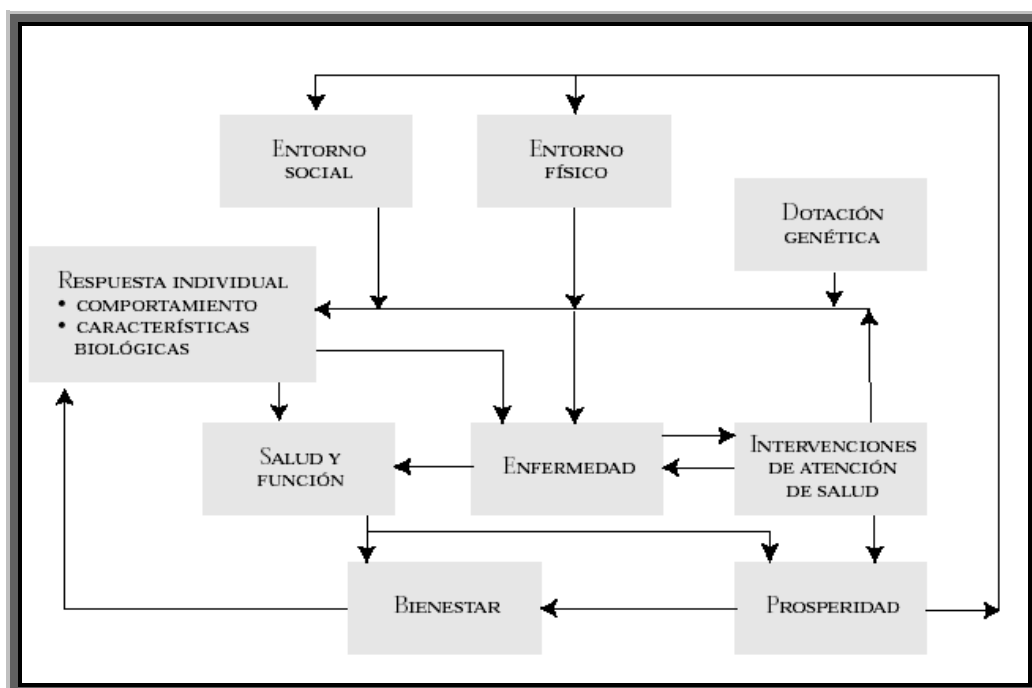 Entorno
social
Entorno
físico
Dotación
genética
Respuesta individual
• comportamiento
• características
biológicas
Salud y
función
Enfermedad
Intervenciones
de atención
de salud
Bienestar
Prosperidad